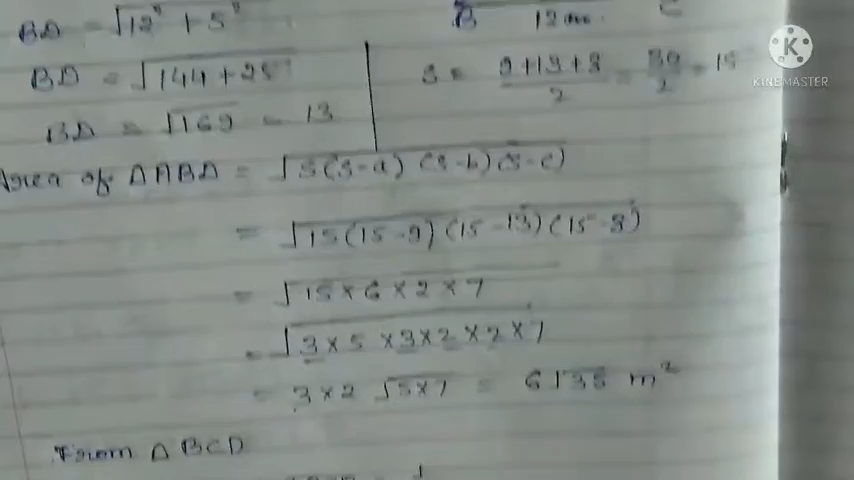 BD = √12² + 5²
B 12 m. C
BD = √144 + 25
s = 9+13+8/2 = 30/2 = 15
BD = √169 = 13
Area of ΔABD = √s(s-a) (s-b)(s-c)
= √15(15-9) (15-13) (15-8)
= √15×6×2×7
= √3×5×3×2×2×7
= 3×2 √5×7 = 6√35 m²
From Δ BCD
KINEMASTER